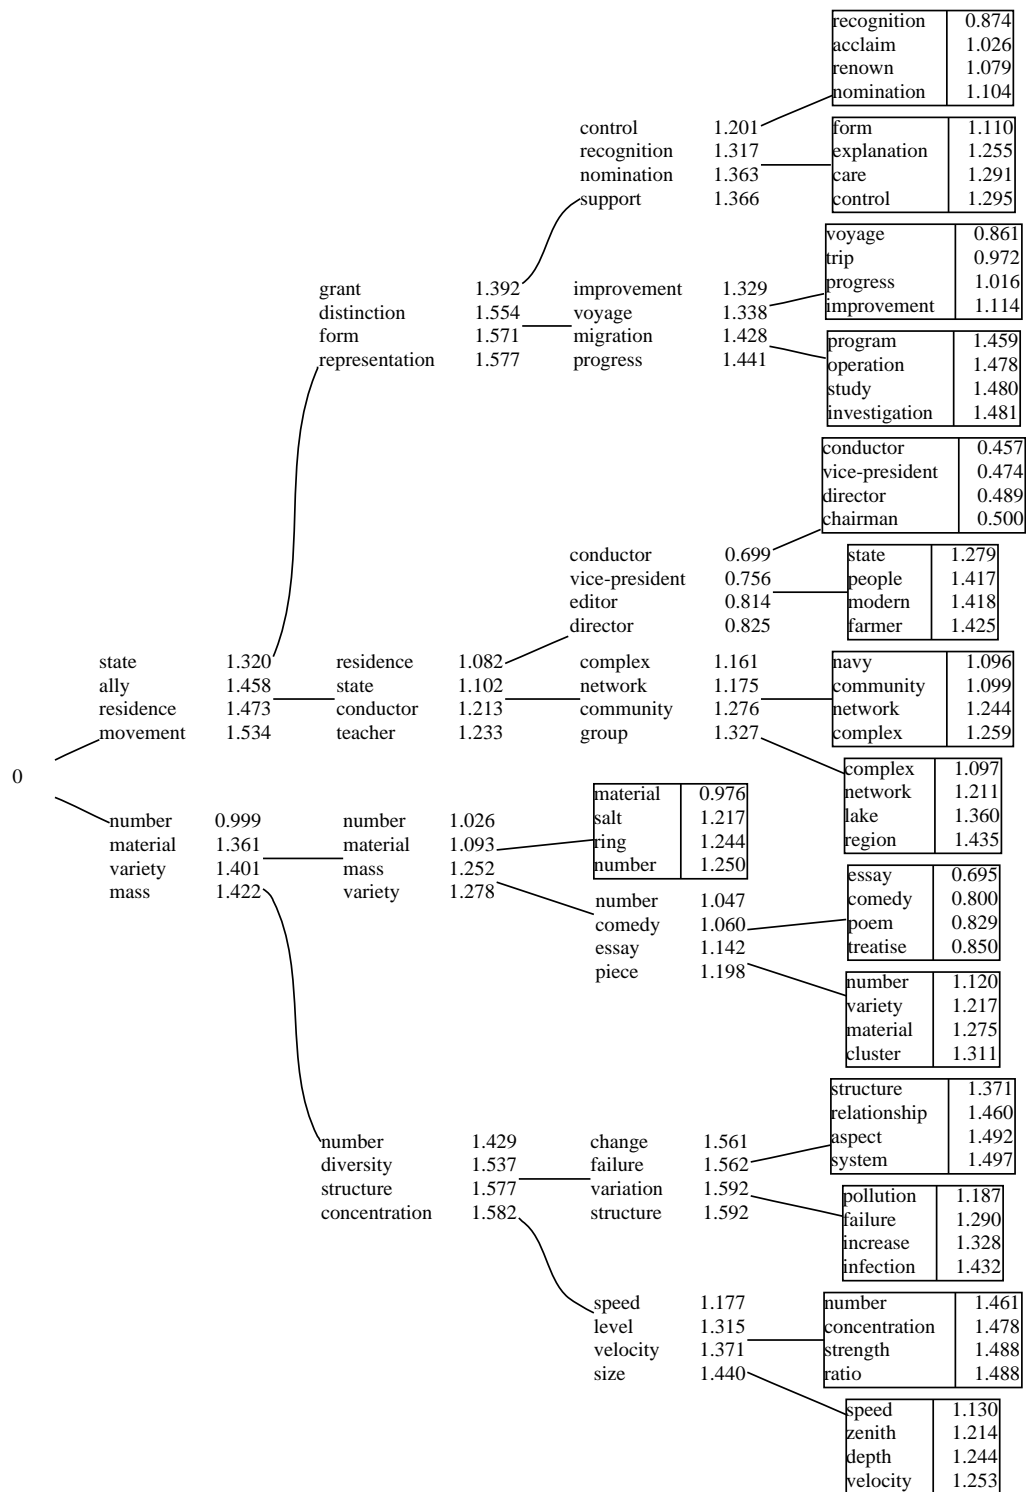 recognition 0.874
acclaim 1.026
renown 1.079
nomination 1.104
control 1.201
recognition 1.317
nomination 1.363
support 1.366
form 1.110
explanation 1.255
care 1.291
control 1.295
grant 1.392
distinction 1.554
form 1.571
representation 1.577
improvement 1.329
voyage 1.338
migration 1.428
progress 1.441
voyage 0.861
trip 0.972
progress 1.016
improvement 1.114
program 1.459
operation 1.478
study 1.480
investigation 1.481
conductor 0.457
vice-president 0.474
director 0.489
chairman 0.500
conductor 0.699
vice-president 0.756
editor 0.814
director 0.825
state 1.279
people 1.417
modern 1.418
farmer 1.425
state 1.320
ally 1.458
residence 1.473
movement 1.534
residence 1.082
state 1.102
conductor 1.213
teacher 1.233
complex 1.161
network 1.175
community 1.276
group 1.327
navy 1.096
community 1.099
network 1.244
complex 1.259
0
complex 1.097
network 1.211
lake 1.360
region 1.435
number 0.999
material 1.361
variety 1.401
mass 1.422
number 1.026
material 1.093
mass 1.252
variety 1.278
material 0.976
salt 1.217
ring 1.244
number 1.250
number 1.047
comedy 1.060
essay 1.142
piece 1.198
essay 0.695
comedy 0.800
poem 0.829
treatise 0.850
number 1.120
variety 1.217
material 1.275
cluster 1.311
number 1.429
diversity 1.537
structure 1.577
concentration 1.582
change 1.561
failure 1.562
variation 1.592
structure 1.592
structure 1.371
relationship 1.460
aspect 1.492
system 1.497
pollution 1.187
failure 1.290
increase 1.328
infection 1.432
speed 1.177
level 1.315
velocity 1.371
size 1.440
number 1.461
concentration 1.478
strength 1.488
ratio 1.488
speed 1.130
zenith 1.214
depth 1.244
velocity 1.253